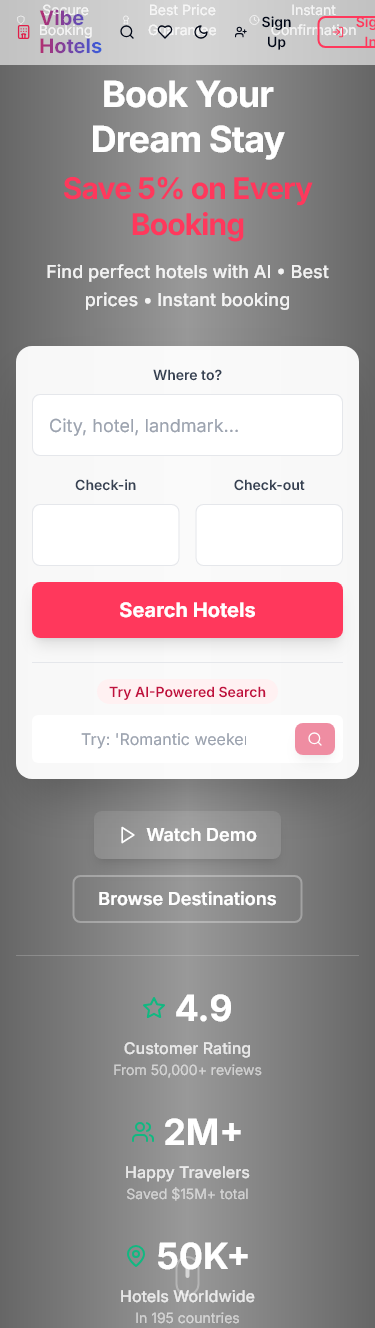 Secure Booking
Best Price Guarantee
Instant Confirmation
Vibe
Hotels
Sign
Up
Sig
In
Book Your
Dream Stay
Save 5% on Every
Booking
Find perfect hotels with AI • Best
prices • Instant booking
Where to?
City, hotel, landmark...
Check-in
Check-out
Search Hotels
Try AI-Powered Search
Try: 'Romantic weeke
Watch Demo
Browse Destinations
4.9
Customer Rating
From 50,000+ reviews
2M+
Happy Travelers
Saved $15M+ total
50K+
Hotels Worldwide
In 195 countries